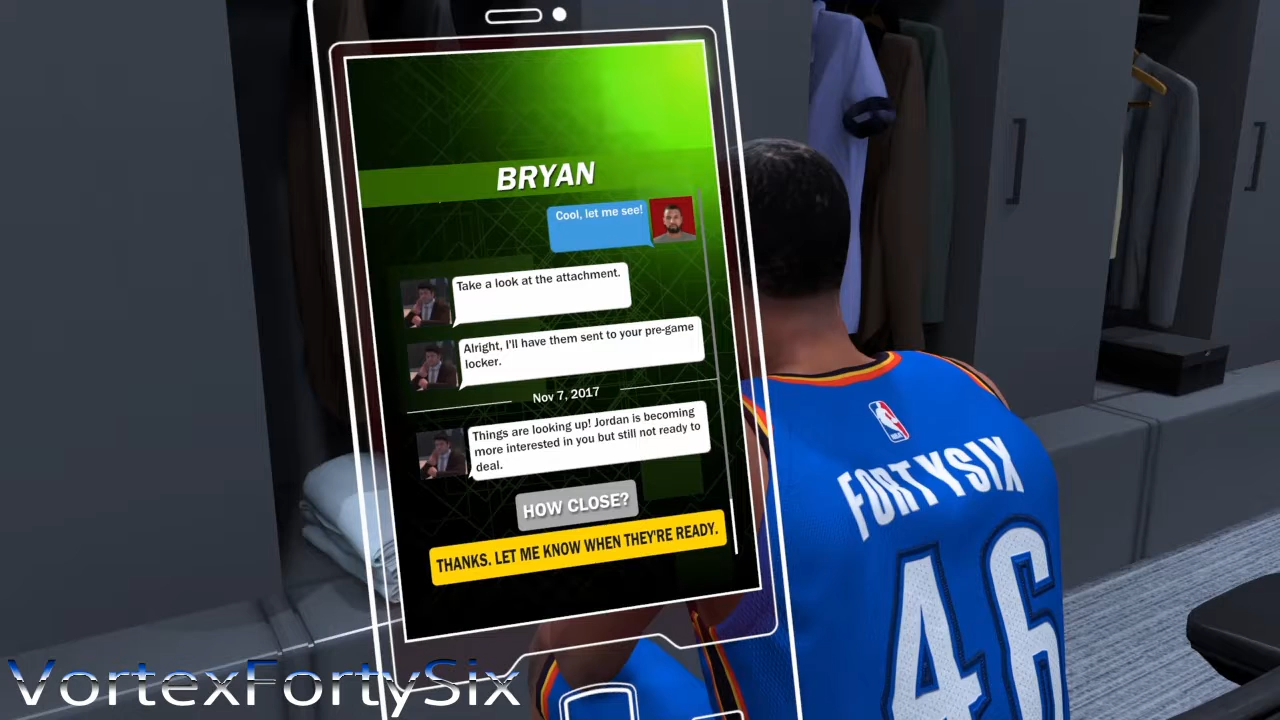 BRYAN
Cool, let me see!
Take a look at the attachment.
Alright, I'll have them sent to your pre-game
locker.
Nov 7, 2017
Things are looking up! Jordan is becoming
more interested in you but still not ready to
deal.
HOW CLOSE?
THANKS. LET ME KNOW WHEN THEY'RE READY.
NBA
FORTYSIX
46
VortexFortySix